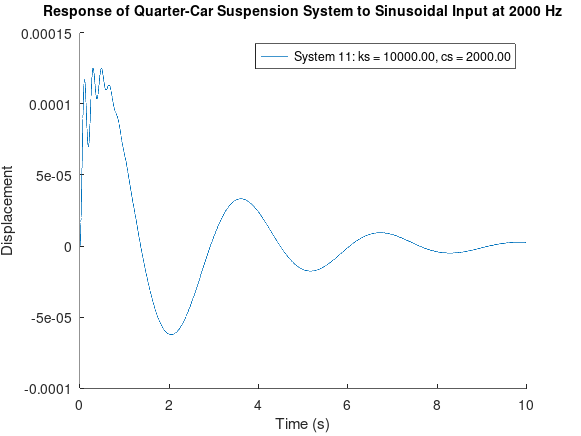 Response of Quarter-Car Suspension System to Sinusoidal Input at 2000 Hz
0.00015
System 11: ks = 10000.00, cs = 2000.00
0.0001
5e-05
Displacement
0
-5e-05
-0.0001
0 2 4 6 8 10
Time (s)